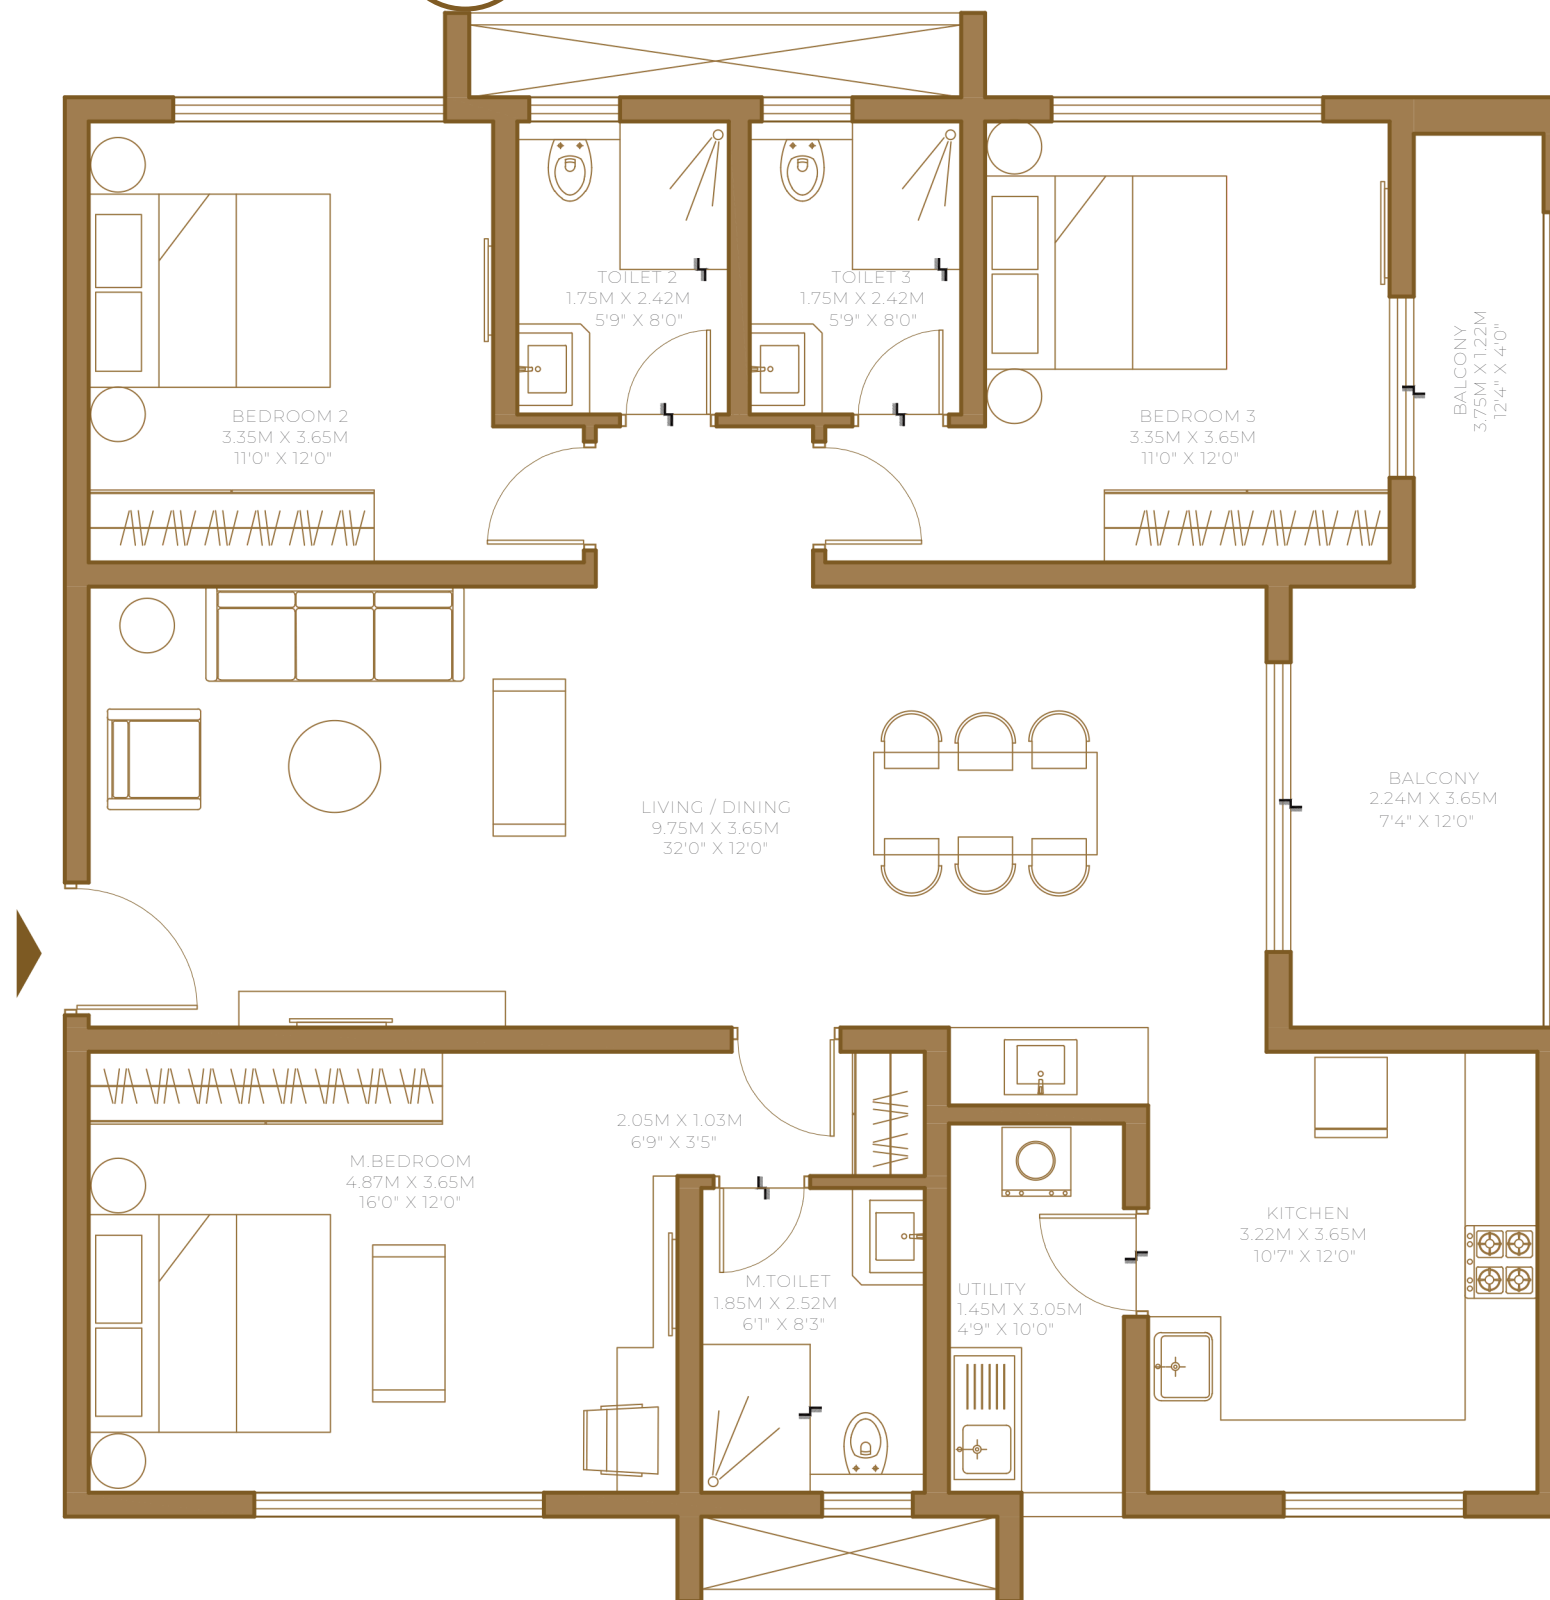 TOILET 2
1.75M X 2.42M
5'9" X 8'0"
TOILET 3
1.75M X 2.42M
5'9" X 8'0"
BEDROOM 2
3.35M X 3.65M
11'0" X 12'0"
BEDROOM 3
3.35M X 3.65M
11'0" X 12'0"
BALCONY
3.75M X 1.22M
12'4" X 4'0"
LIVING / DINING
9.75M X 3.65M
32'0" X 12'0"
BALCONY
2.24M X 3.65M
7'4" X 12'0"
2.05M X 1.03M
6'9" X 3'5"
M.BEDROOM
4.87M X 3.65M
16'0" X 12'0"
M.TOILET
1.85M X 2.52M
6'1" X 8'3"
UTILITY
1.45M X 3.05M
4'9" X 10'0"
KITCHEN
3.22M X 3.65M
10'7" X 12'0"